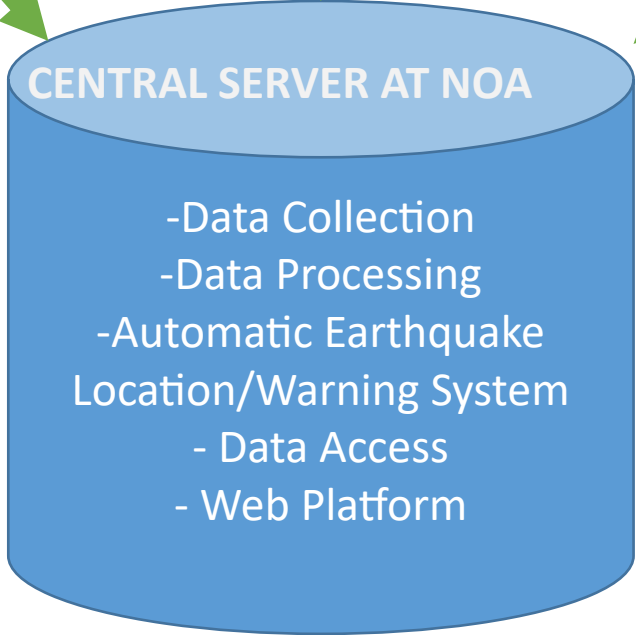 CENTRAL SERVER AT NOA
-Data Collection
-Data Processing
-Automatic Earthquake
Location/Warning System
- Data Access
- Web Platform